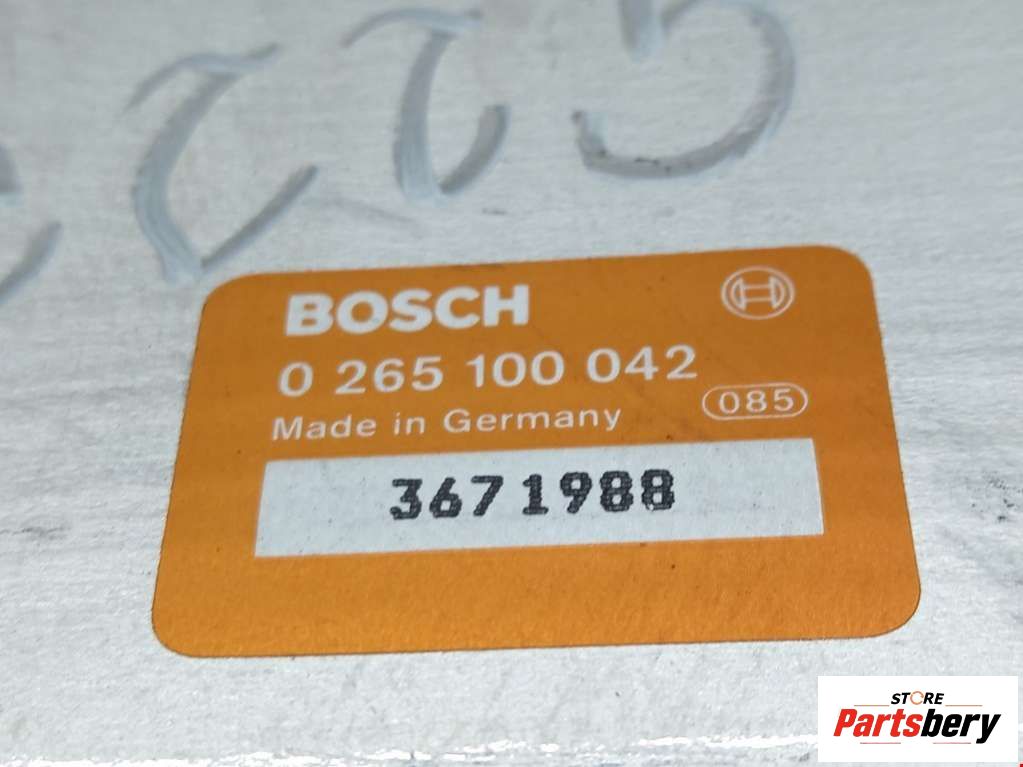 BOSCH
0 265 100 042
Made in Germany
085
3671988
STORE
Partsbery